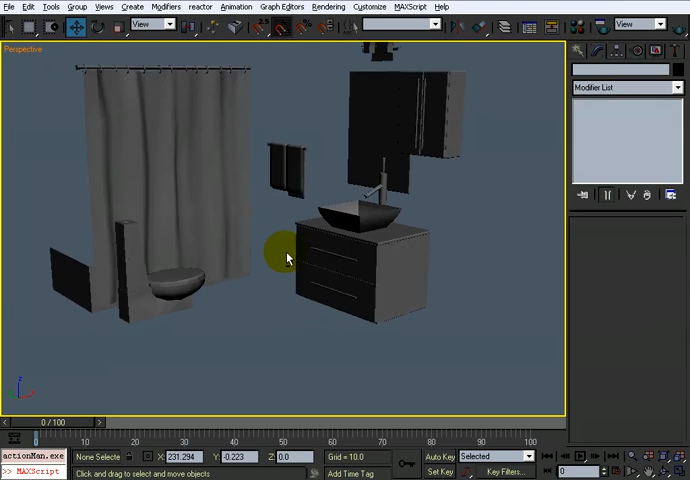 File Edit Tools Group Views Create Modifiers reactor Animation Graph Editors Rendering Customize MAXScript Help
View 2.5 View
Perspective
Modifier List
0 / 100
0 10 20 30 40 50 60 70 80 90 100
actionMan.exe None Selecte X: 231.294 Y: -0.223 Z: 0.0 Grid = 10.0 Auto Key Selected
>> MAXScript Click and drag to select and move objects Add Time Tag Set Key Key Filters... 0